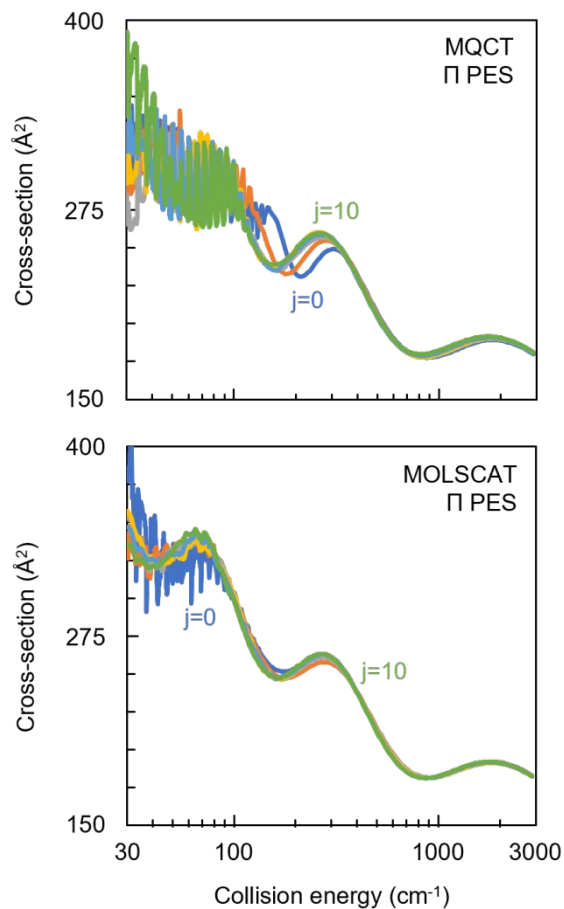 400
MQCT
Π PES
Cross-section (Å²)
275
j=10
j=0
150
400
MOLSCAT
Π PES
Cross-section (Å²)
275
j=0
j=10
150
30 100 1000 3000
Collision energy (cm⁻¹)